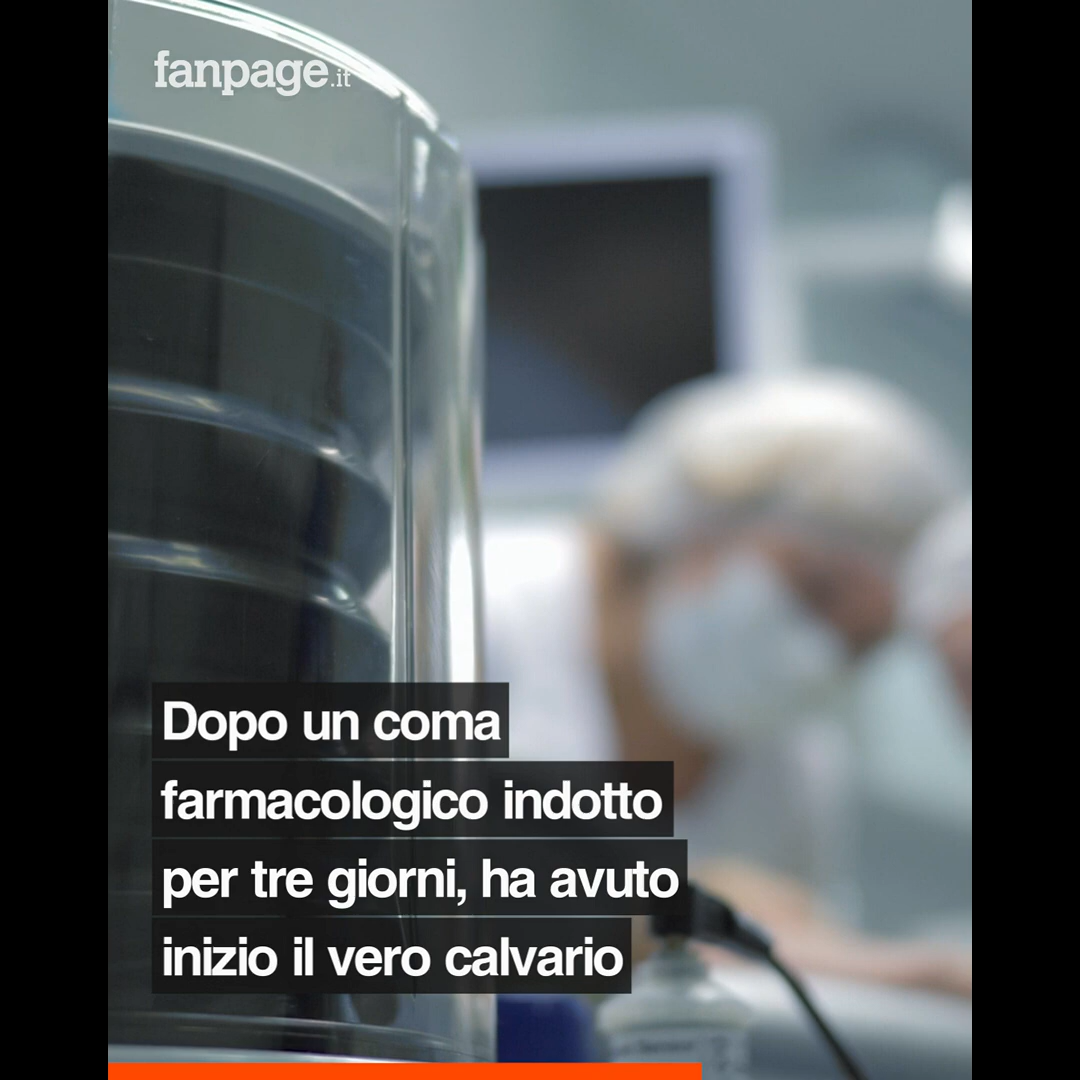 fanpage.it
Dopo un coma
farmacologico indotto
per tre giorni, ha avuto
inizio il vero calvario